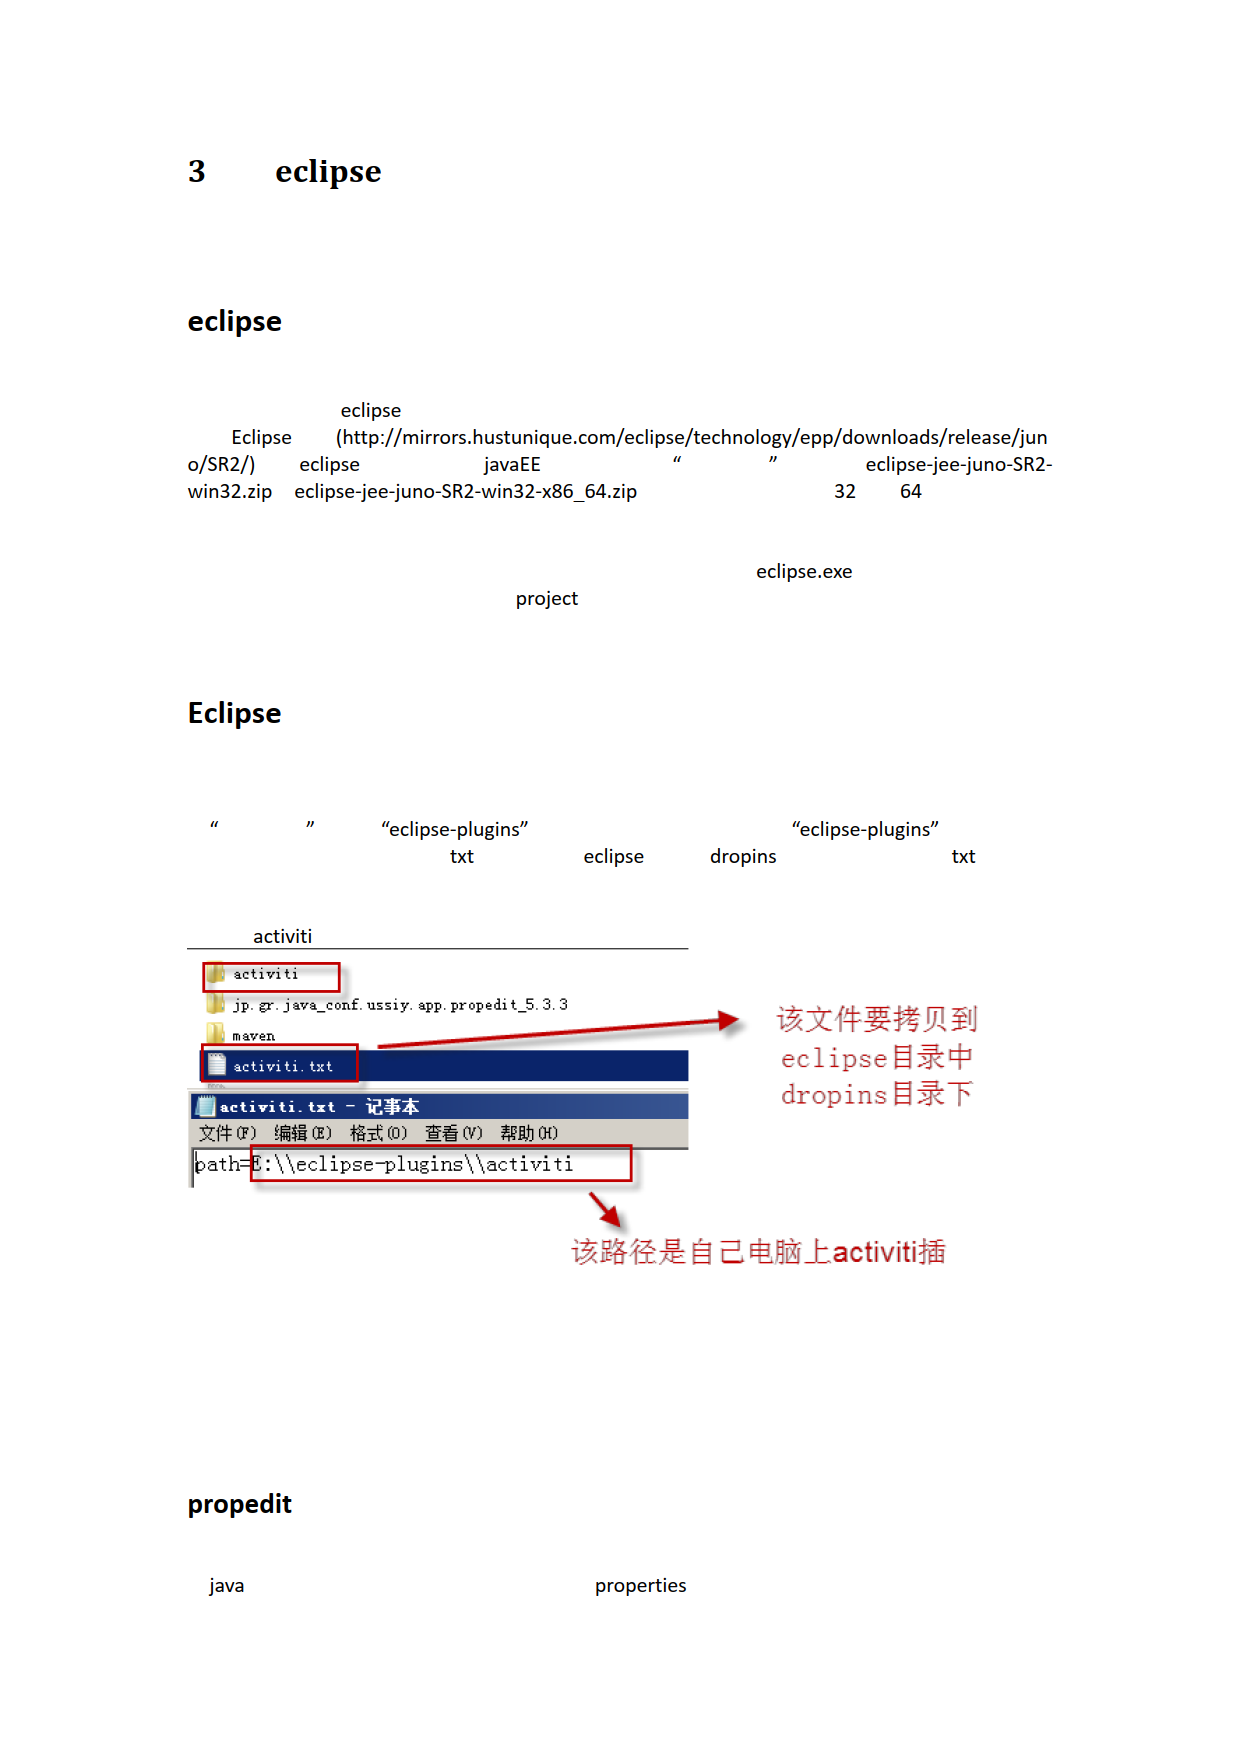 3 eclipse
eclipse
eclipse
Eclipse (http://mirrors.hustunique.com/eclipse/technology/epp/downloads/release/jun
o/SR2/) eclipse javaEE “ ” eclipse-jee-juno-SR2-
win32.zip eclipse-jee-juno-SR2-win32-x86_64.zip 32 64
eclipse.exe
project
Eclipse
“ ” “eclipse-plugins” “eclipse-plugins”
txt eclipse dropins txt
activiti
activiti
jp.gr.java_conf.ussiy.app.propedit_5.3.3
maven
activiti.txt
该文件要拷贝到
eclipse目录中
dropins目录下
activiti.txt - 记事本
文件(F) 编辑(E) 格式(O) 查看(V) 帮助(H)
path=E:\\eclipse-plugins\\activiti
该路径是自己电脑上activiti插
propedit
java properties